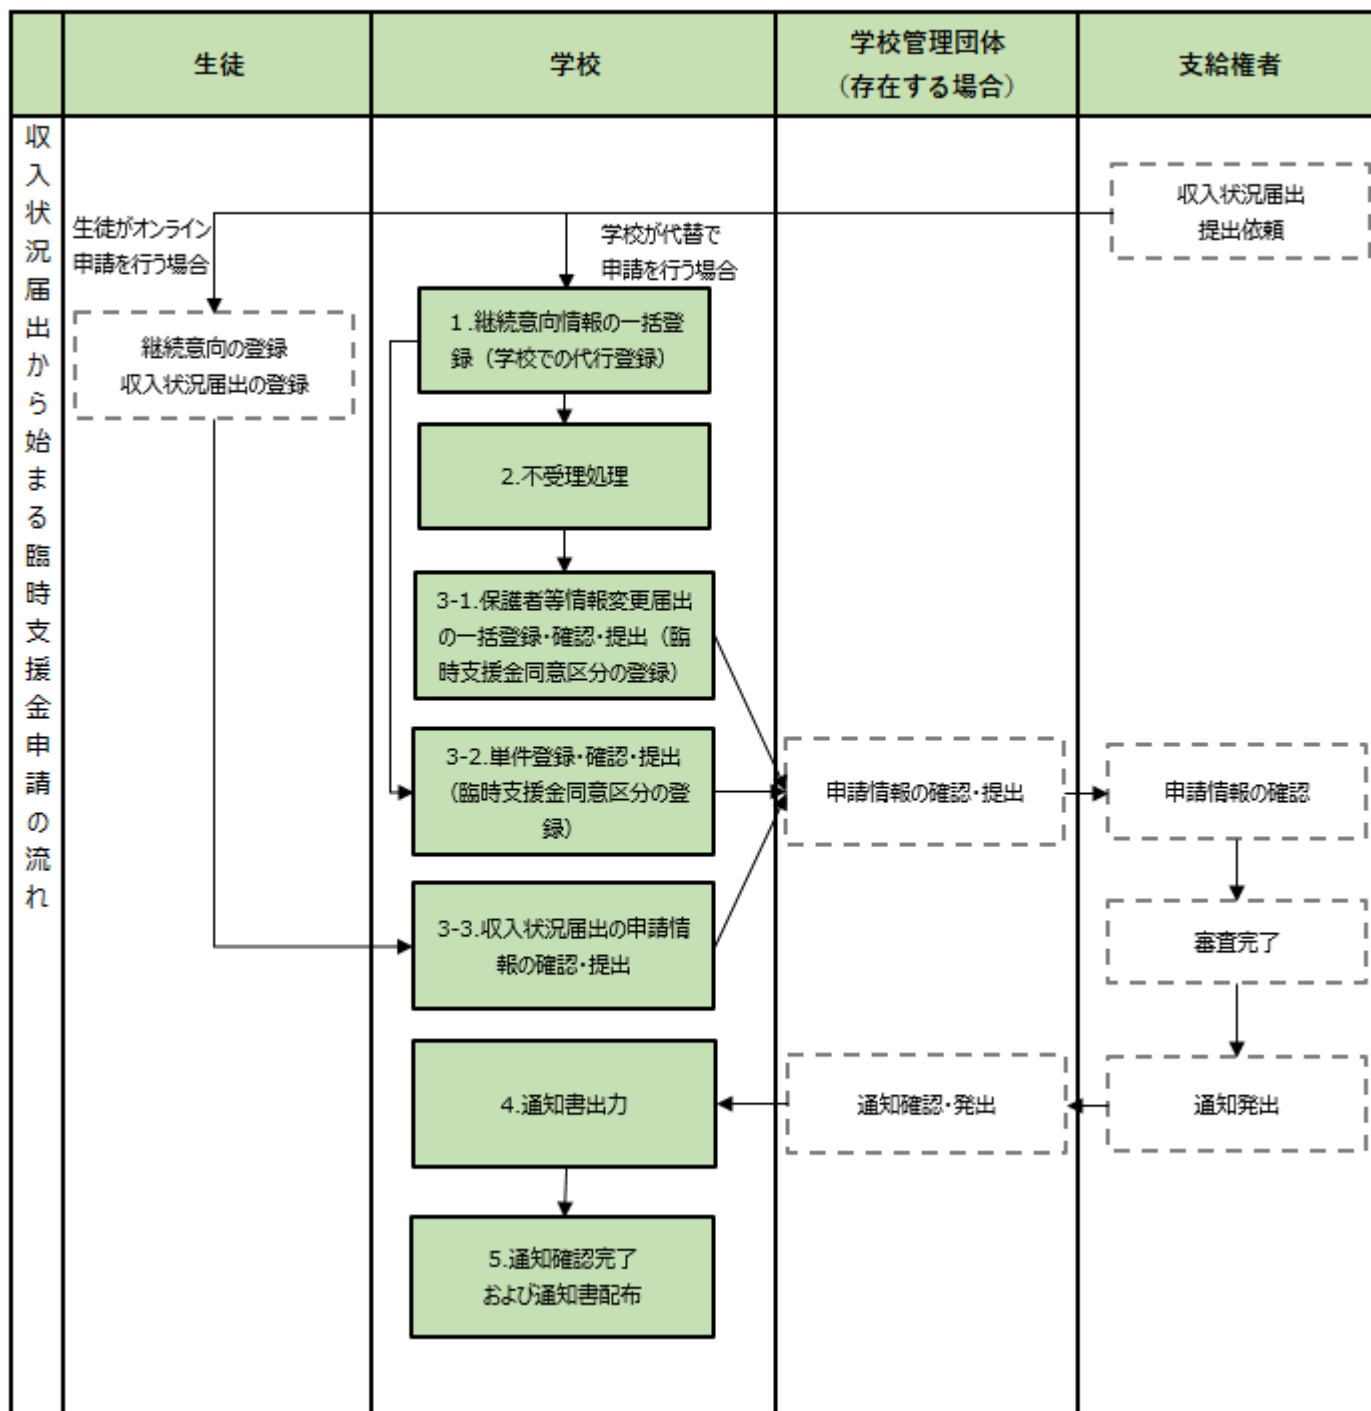 生徒
学校
学校管理団体
（存在する場合）
支給権者
収入状況届出から始まる臨時支援金申請の流れ
収入状況届出
提出依頼
生徒がオンライン
申請を行う場合
学校が代替で
申請を行う場合
継続意向の登録
収入状況届出の登録
1.継続意向情報の一括登
録（学校での代行登録）
2.不受理処理
3-1.保護者等情報変更届出
の一括登録・確認・提出（臨
時支援金同意区分の登録）
3-2.単件登録・確認・提出
（臨時支援金同意区分の登
録）
申請情報の確認・提出
申請情報の確認
3-3.収入状況届出の申請情
報の確認・提出
審査完了
4.通知書出力
通知確認・発出
通知発出
5.通知確認完了
および通知書配布